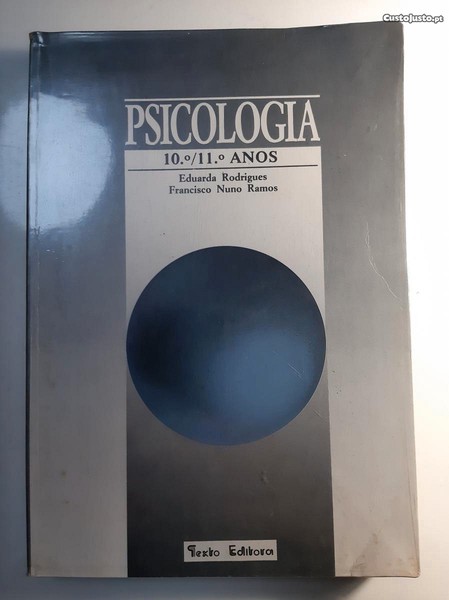 CustoJusto.pt
PSICOLOGIA
10.º/11.º ANOS
Eduarda Rodrigues
Francisco Nuno Ramos
Texto Editora